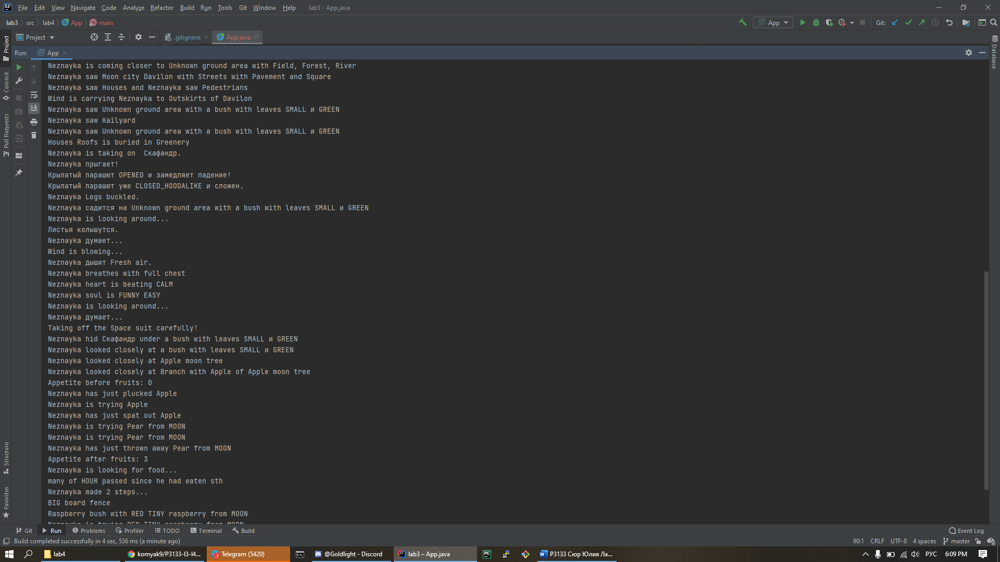 File Edit View Navigate Code Analyze Refactor Build Run Tools Git Window Help lab3 - App.java
lab3 src lab4 App main App Git:
Project .gitignore App.java
Run: App
Neznayka is coming closer to Unknown ground area with Field, Forest, River
Neznayka saw Moon city Davilon with Streets with Pavement and Square
Neznayka saw Houses and Neznayka saw Pedestrians
Wind is carrying Neznayka to Outskirts of Davilon
Neznayka saw Unknown ground area with a bush with leaves SMALL и GREEN
Neznayka saw Kailyard
Neznayka saw Unknown ground area with a bush with leaves SMALL и GREEN
Houses Roofs is buried in Greenery
Neznayka is taking on  Скафандр.
Neznayka прыгает!
Крылатый парашют OPENED и замедляет падение!
Крылатый парашют уже CLOSED_HOODALIKE и сложен.
Neznayka Legs buckled.
Neznayka садится на Unknown ground area with a bush with leaves SMALL и GREEN
Neznayka is looking around...
Листья колышутся.
Neznayka думает...
Wind is blowing...
Neznayka дышит Fresh air.
Neznayka breathes with full chest
Neznayka heart is beating CALM
Neznayka soul is FUNNY EASY
Neznayka is looking around...
Neznayka думает...
Taking off the Space suit carefully!
Neznayka hid Скафандр under a bush with leaves SMALL и GREEN
Neznayka looked closely at a bush with leaves SMALL и GREEN
Neznayka looked closely at Apple moon tree
Neznayka looked closely at Branch with Apple of Apple moon tree
Appetite before fruits: 0
Neznayka has just plucked Apple
Neznayka is trying Apple
Neznayka has just spat out Apple
Neznayka is trying Pear from MOON
Neznayka is trying Pear from MOON
Neznayka has just thrown away Pear from MOON
Appetite after fruits: 3
Neznayka is looking for food...
many of HOUR passed since he had eaten sth
Neznayka made 2 steps...
BIG board fence
Raspberry bush with RED TINY raspberry from MOON
Neznayka is trying RED TINY raspberry from MOON
Project
Commit
Pull Requests
Structure
Favorites
Database
Git Run Problems Profiler TODO Terminal Build Event Log
Build completed successfully in 4 sec, 536 ms (a minute ago) 90:1 CRLF UTF-8 4 spaces master
lab4 komyak9/P3133-l3-l4... Telegram (5420) @Goldlight - Discord lab3 – App.java P3133 Сюр Юлия Ла... РУС 6:09 PM